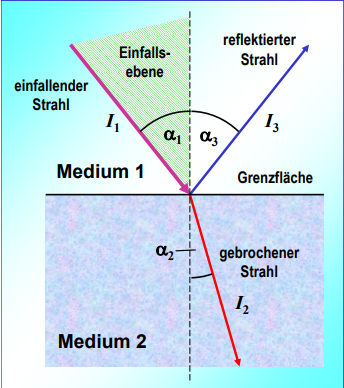 reflektierter
Strahl
Einfalls-
ebene
einfallender
Strahl
I1
α1
α3
I3
Medium 1
Grenzfläche
α2
gebrochener
Strahl
I2
Medium 2